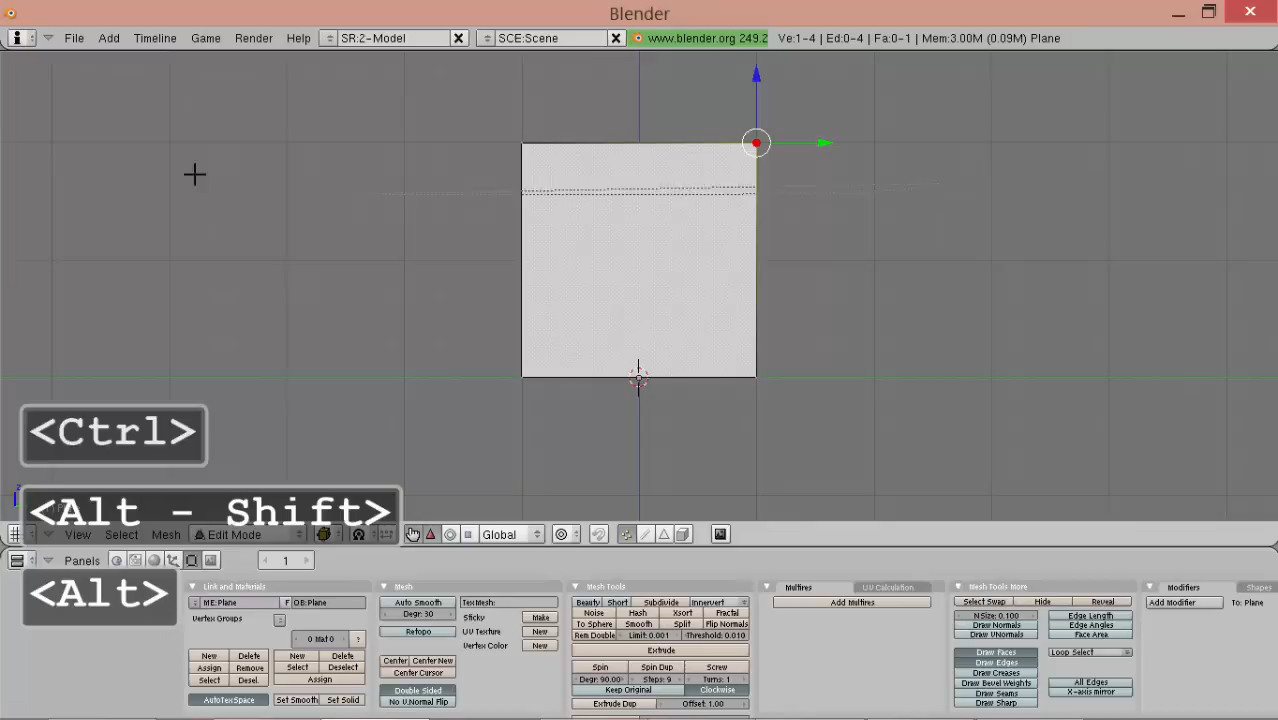 Blender
File Add Timeline Game Render Help SR:2-Model SCE:Scene www.blender.org 249.2 Ve:1-4 | Ed:0-4 | Fa:0-1 | Mem:3.00M (0.09M) Plane
<Ctrl>
<Alt - Shift>
View Select Mesh Edit Mode Global
Panels 1
<Alt>
Link and Materials Mesh Mesh Tools Multires UV Calculation Mesh Tools More Modifiers Shapes
ME:Plane F OB:Plane Auto Smooth TexMesh: Beauty Short Subdivide Innervert Add Multires Select Swap Hide Reveal Add Modifier To: Plane
Vertex Groups Degr: 30 Sticky Make Noise Hash Xsort Fractal NSize: 0.100 Edge Length
To Sphere Smooth Split Flip Normals Draw Normals Edge Angles
Retopo UV Texture New Rem Double Limit: 0.001 Threshold: 0.010 Draw VNormals Face Area
0 Mat 0 ? Vertex Color New Extrude Draw Faces Loop Select
New Delete New Delete Center Center New Spin Spin Dup Screw Draw Edges
Assign Remove Select Deselect Center Cursor Degr: 90.00 Steps: 9 Turns: 1 Draw Creases
Select Desel. Assign Double Sided Keep Original Clockwise Draw Bevel Weights All Edges
AutoTexSpace Set Smooth Set Solid No V.Normal Flip Extrude Dup Offset: 1.00 Draw Seams X-axis mirror
Draw Sharp